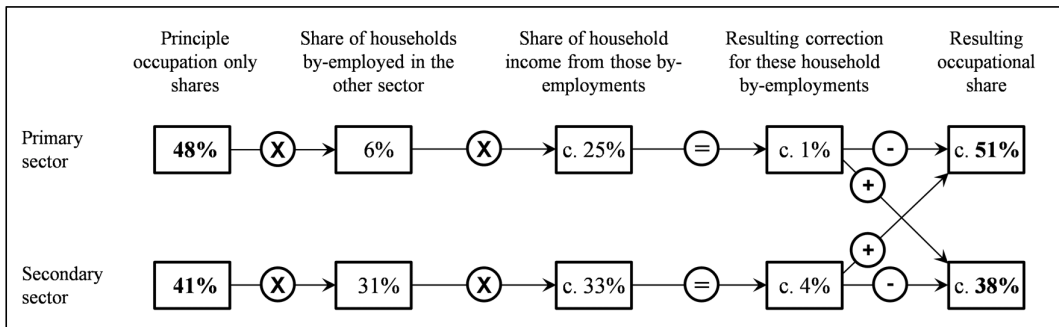 Principle
occupation only
shares
Share of households
by-employed in the
other sector
Share of household
income from those by-
employments
Resulting correction
for these household
by-employments
Resulting
occupational
share
Primary
sector
48%
X
6%
X
c. 25%
=
c. 1%
-
c. 51%
+
+
Secondary
sector
41%
X
31%
X
c. 33%
=
c. 4%
-
c. 38%